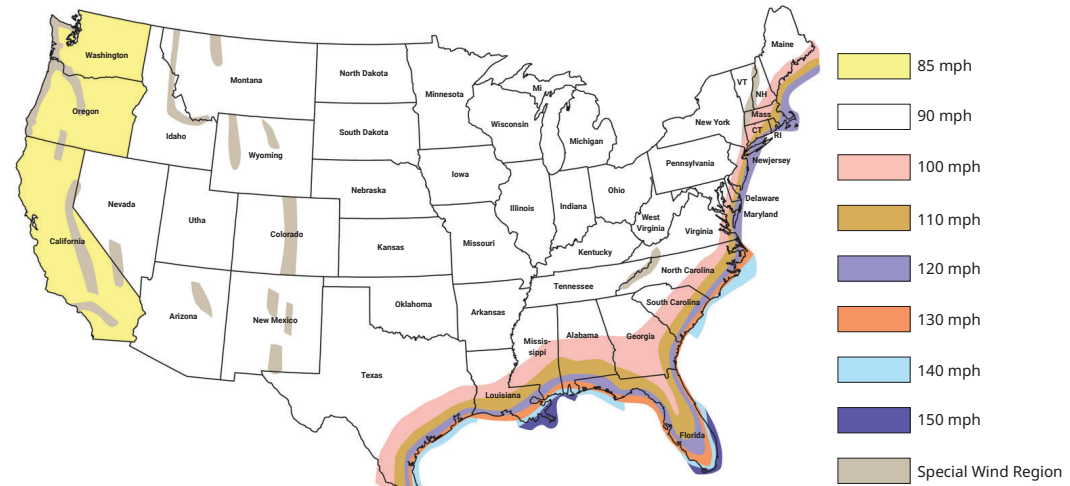 Washington
Oregon
California
Nevada
Idaho
Montana
Wyoming
Utha
Arizona
Colorado
New Mexico
North Dakota
South Dakota
Nebraska
Kansas
Oklahoma
Texas
Minnesota
Iowa
Missouri
Arkansas
Louisiana
Wisconsin
Mi
Michigan
Illinois
Indiana
Ohio
Kentucky
Tennessee
Missis-
sippi
Alabama
Georgia
Florida
South Carolina
North Carolina
Virginia
West
Virginia
Pennsylvania
New York
VT
NH
Maine
Mass
CT
RI
Newjersey
Delaware
Maryland
85 mph
90 mph
100 mph
110 mph
120 mph
130 mph
140 mph
150 mph
Special Wind Region